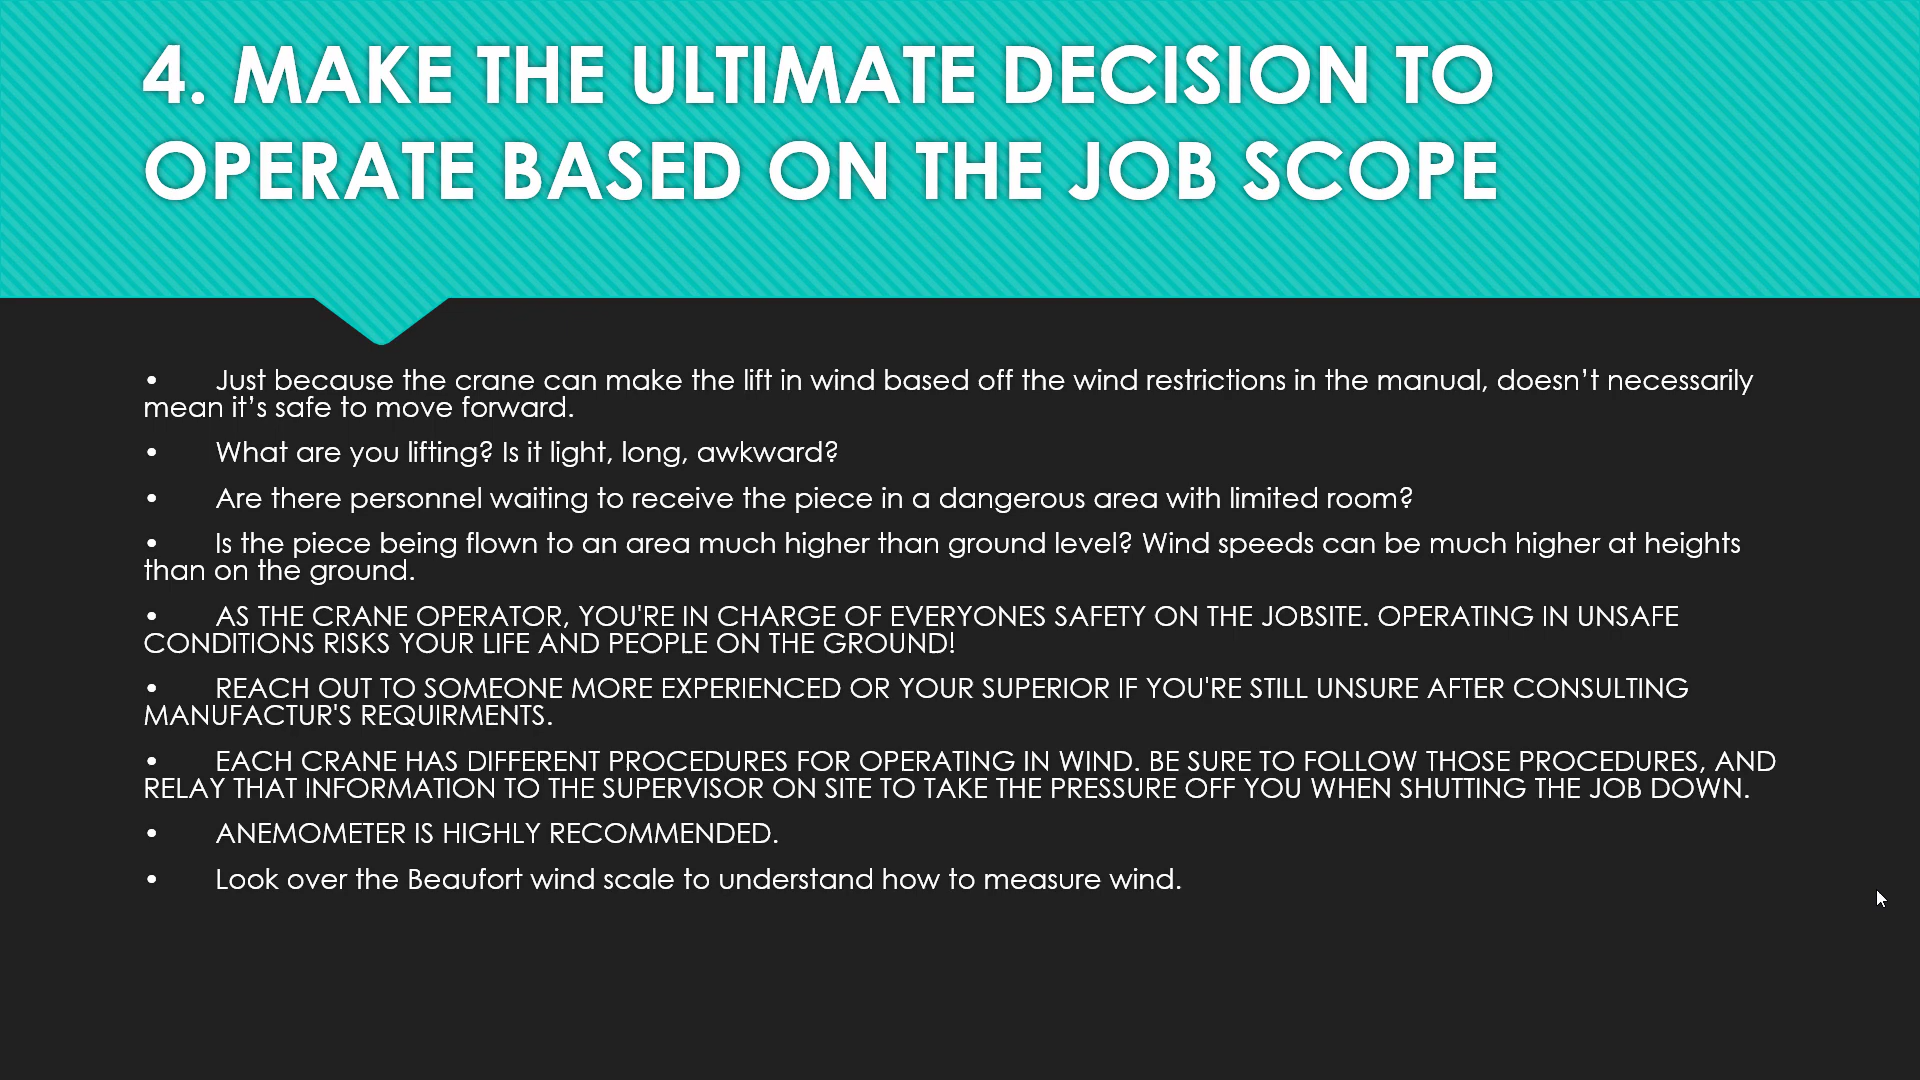 4. MAKE THE ULTIMATE DECISION TO
OPERATE BASED ON THE JOB SCOPE
• Just because the crane can make the lift in wind based off the wind restrictions in the manual, doesn’t necessarily
mean it’s safe to move forward.
• What are you lifting? Is it light, long, awkward?
• Are there personnel waiting to receive the piece in a dangerous area with limited room?
• Is the piece being flown to an area much higher than ground level? Wind speeds can be much higher at heights
than on the ground.
• AS THE CRANE OPERATOR, YOU'RE IN CHARGE OF EVERYONES SAFETY ON THE JOBSITE. OPERATING IN UNSAFE
CONDITIONS RISKS YOUR LIFE AND PEOPLE ON THE GROUND!
• REACH OUT TO SOMEONE MORE EXPERIENCED OR YOUR SUPERIOR IF YOU'RE STILL UNSURE AFTER CONSULTING
MANUFACTUR'S REQUIRMENTS.
• EACH CRANE HAS DIFFERENT PROCEDURES FOR OPERATING IN WIND. BE SURE TO FOLLOW THOSE PROCEDURES, AND
RELAY THAT INFORMATION TO THE SUPERVISOR ON SITE TO TAKE THE PRESSURE OFF YOU WHEN SHUTTING THE JOB DOWN.
• ANEMOMETER IS HIGHLY RECOMMENDED.
• Look over the Beaufort wind scale to understand how to measure wind.